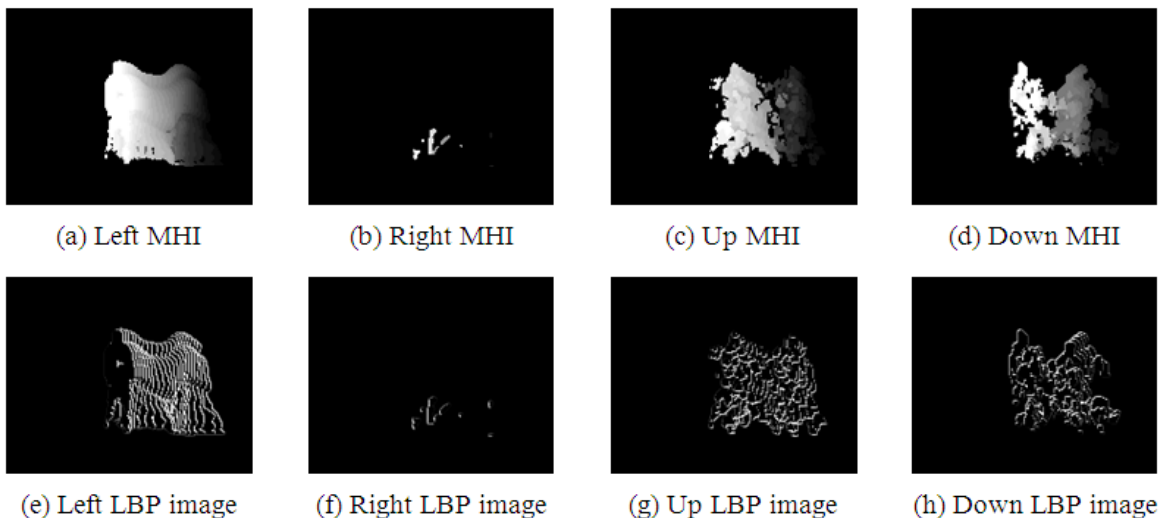 (a) Left MHI
(b) Right MHI
(c) Up MHI
(d) Down MHI
(e) Left LBP image
(f) Right LBP image
(g) Up LBP image
(h) Down LBP image